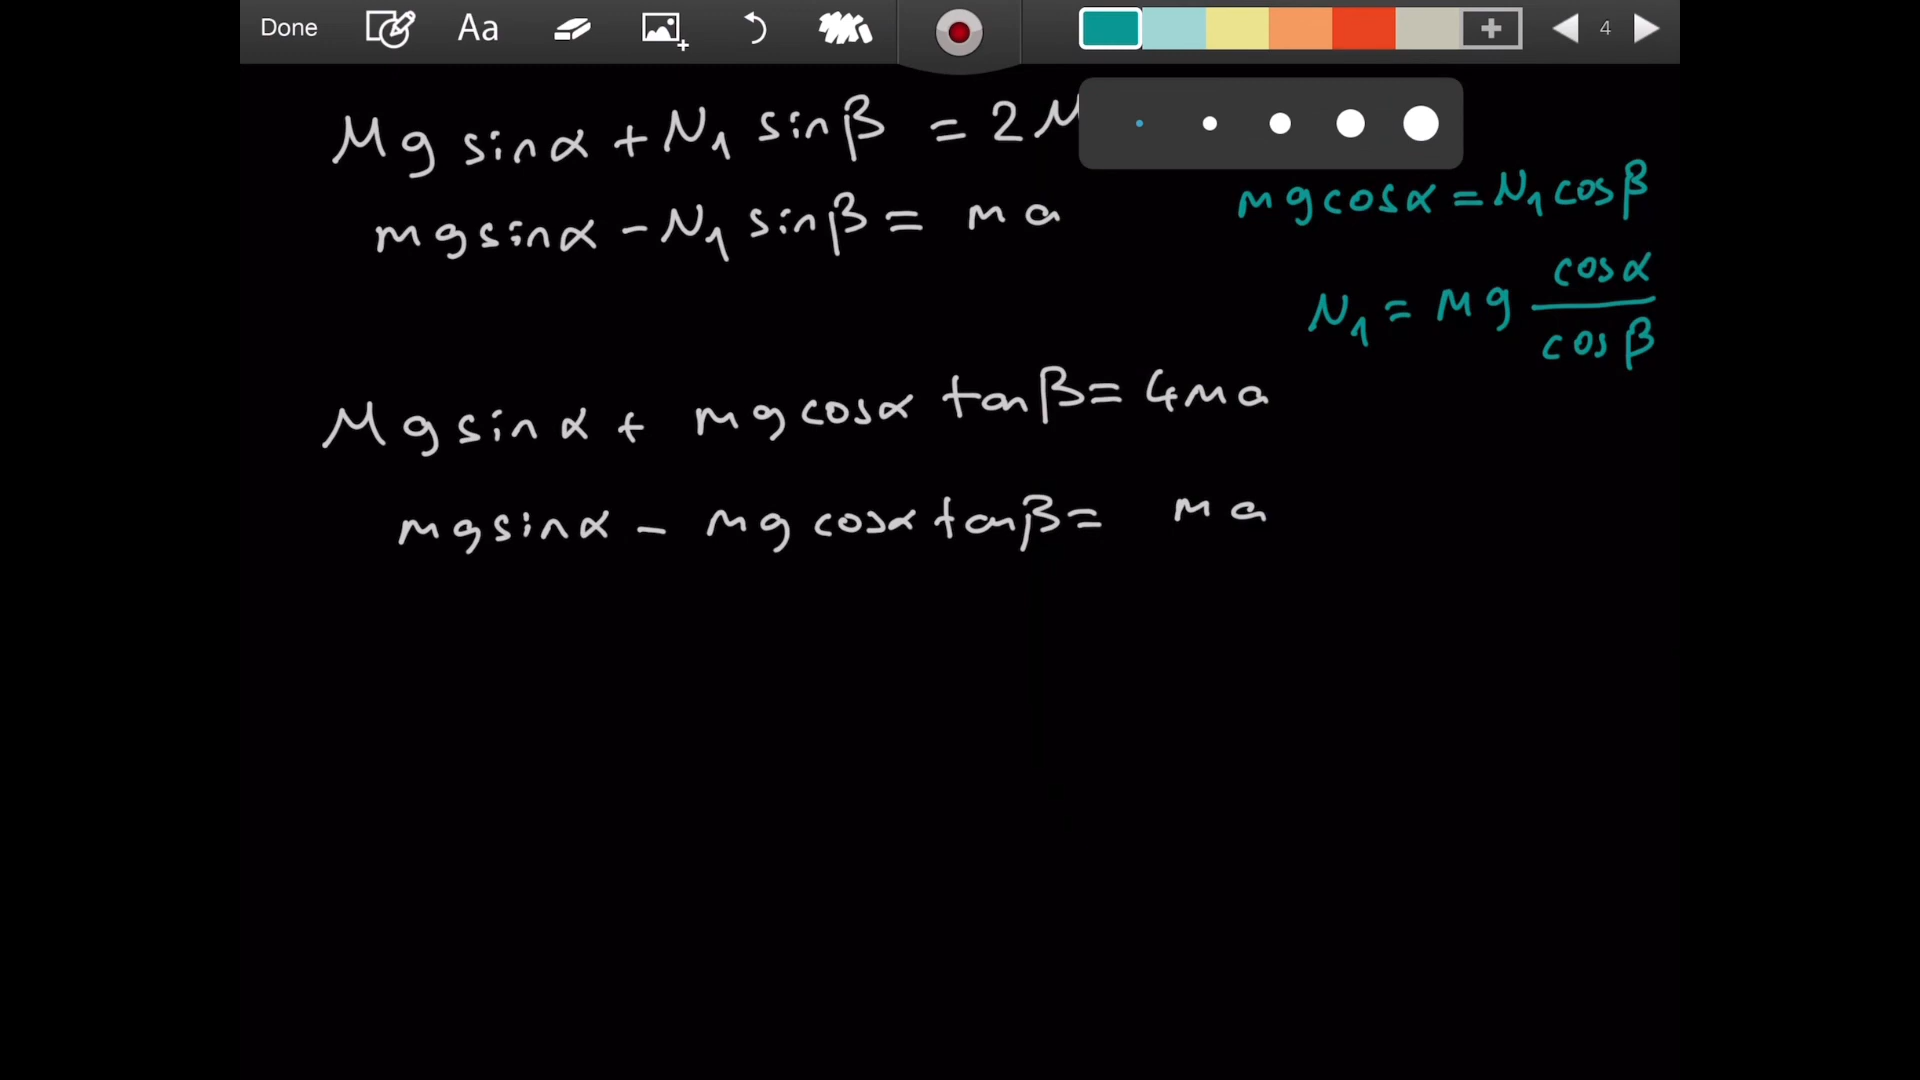 Done Aa 4
Mg sinα + N₁ sinβ = 2M
mg sinα - N₁ sinβ = ma
mg cosα = N₁ cosβ
N₁ = mg cosα / cosβ
Mg sinα + mg cosα tanβ = 4Ma
mg sinα - mg cosα tanβ = ma